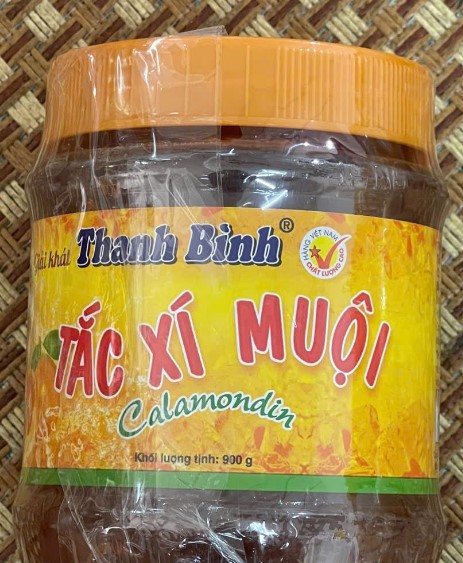 Giải khát Thanh Bình®
HÀNG VIỆT NAM
CHẤT LƯỢNG CAO
TẮC XÍ MUỘI
Calamondin
Khối lượng tịnh: 900 g